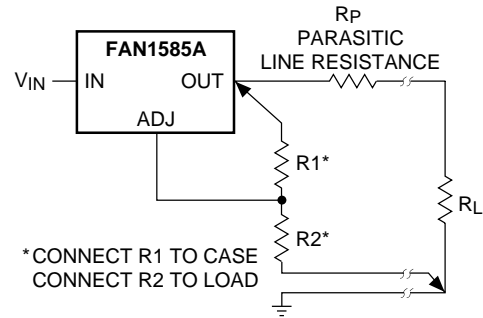 RP
PARASITIC
LINE RESISTANCE
FAN1585A
VIN
IN
OUT
ADJ
R1*
RL
R2*
*CONNECT R1 TO CASE
CONNECT R2 TO LOAD